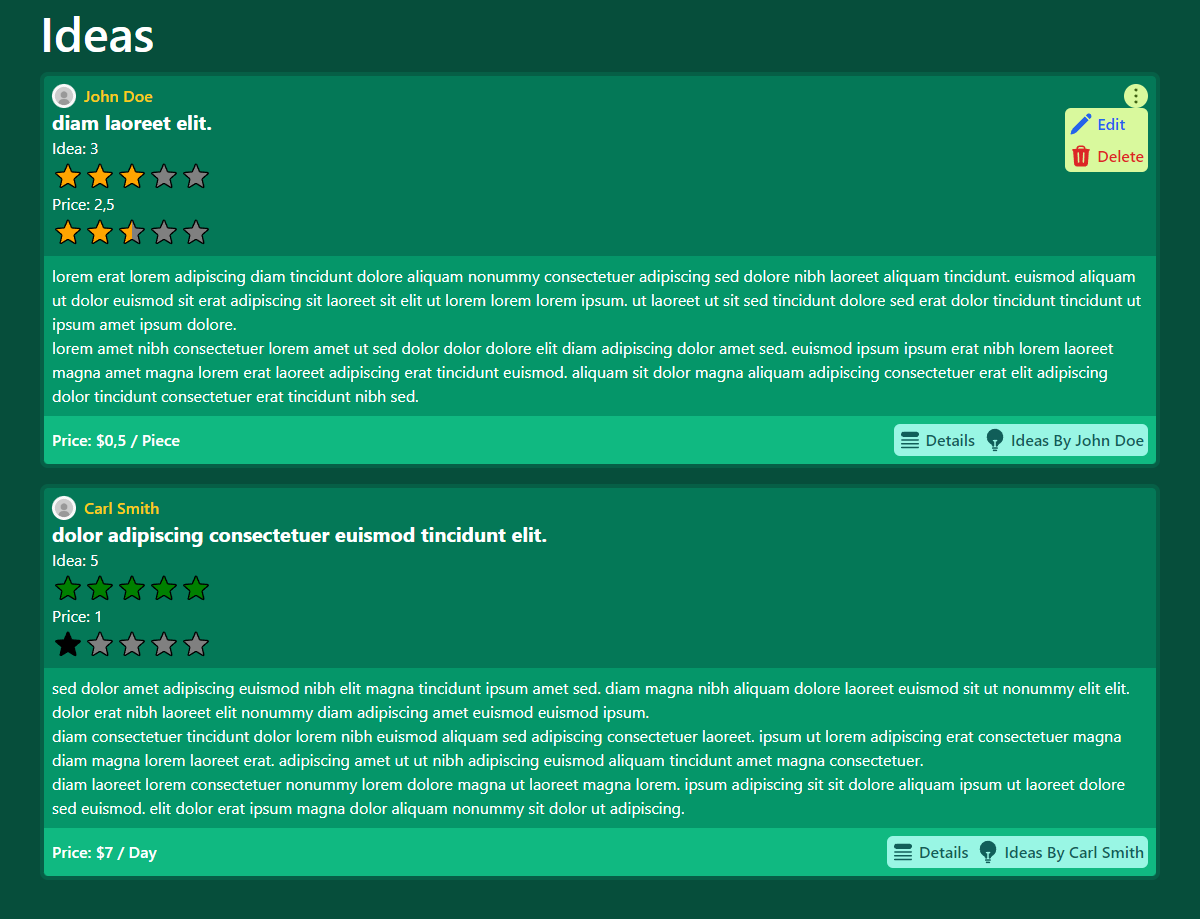 Ideas
John Doe
diam laoreet elit.
Edit
Idea: 3
Delete
Price: 2,5
lorem erat lorem adipiscing diam tincidunt dolore aliquam nonummy consectetuer adipiscing sed dolore nibh laoreet aliquam tincidunt. euismod aliquam
ut dolor euismod sit erat adipiscing sit laoreet sit elit ut lorem lorem lorem ipsum. ut laoreet ut sit sed tincidunt dolore sed erat dolor tincidunt tincidunt ut
ipsum amet ipsum dolore.
lorem amet nibh consectetuer lorem amet ut sed dolor dolor dolore elit diam adipiscing dolor amet sed. euismod ipsum ipsum erat nibh lorem laoreet
magna amet magna lorem erat laoreet adipiscing erat tincidunt euismod. aliquam sit dolor magna aliquam adipiscing consectetuer erat elit adipiscing
dolor tincidunt consectetuer erat tincidunt nibh sed.
Price: $0,5 / Piece
Details
Ideas By John Doe
Carl Smith
dolor adipiscing consectetuer euismod tincidunt elit.
Idea: 5
Price: 1
sed dolor amet adipiscing euismod nibh elit magna tincidunt ipsum amet sed. diam magna nibh aliquam dolore laoreet euismod sit ut nonummy elit elit.
dolor erat nibh laoreet elit nonummy diam adipiscing amet euismod euismod ipsum.
diam consectetuer tincidunt dolor lorem nibh euismod aliquam sed adipiscing consectetuer laoreet. ipsum ut lorem adipiscing erat consectetuer magna
diam magna lorem laoreet erat. adipiscing amet ut ut nibh adipiscing euismod aliquam tincidunt amet magna consectetuer.
diam laoreet lorem consectetuer nonummy lorem dolore magna ut laoreet magna lorem. ipsum adipiscing sit sit dolore aliquam ipsum ut laoreet dolore
sed euismod. elit dolor erat ipsum magna dolor aliquam nonummy sit dolor ut adipiscing.
Price: $7 / Day
Details
Ideas By Carl Smith